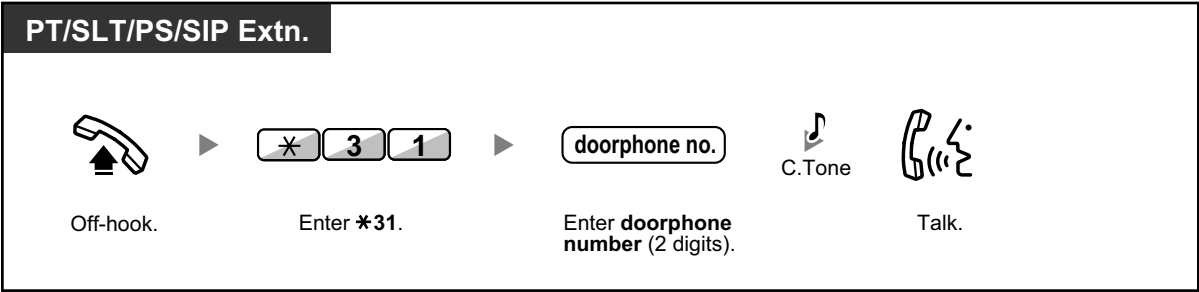 PT/SLT/PS/SIP Extn.
✱ 3 1
doorphone no.
C.Tone
Off-hook.
Enter ✱31.
Enter doorphone
number (2 digits).
Talk.